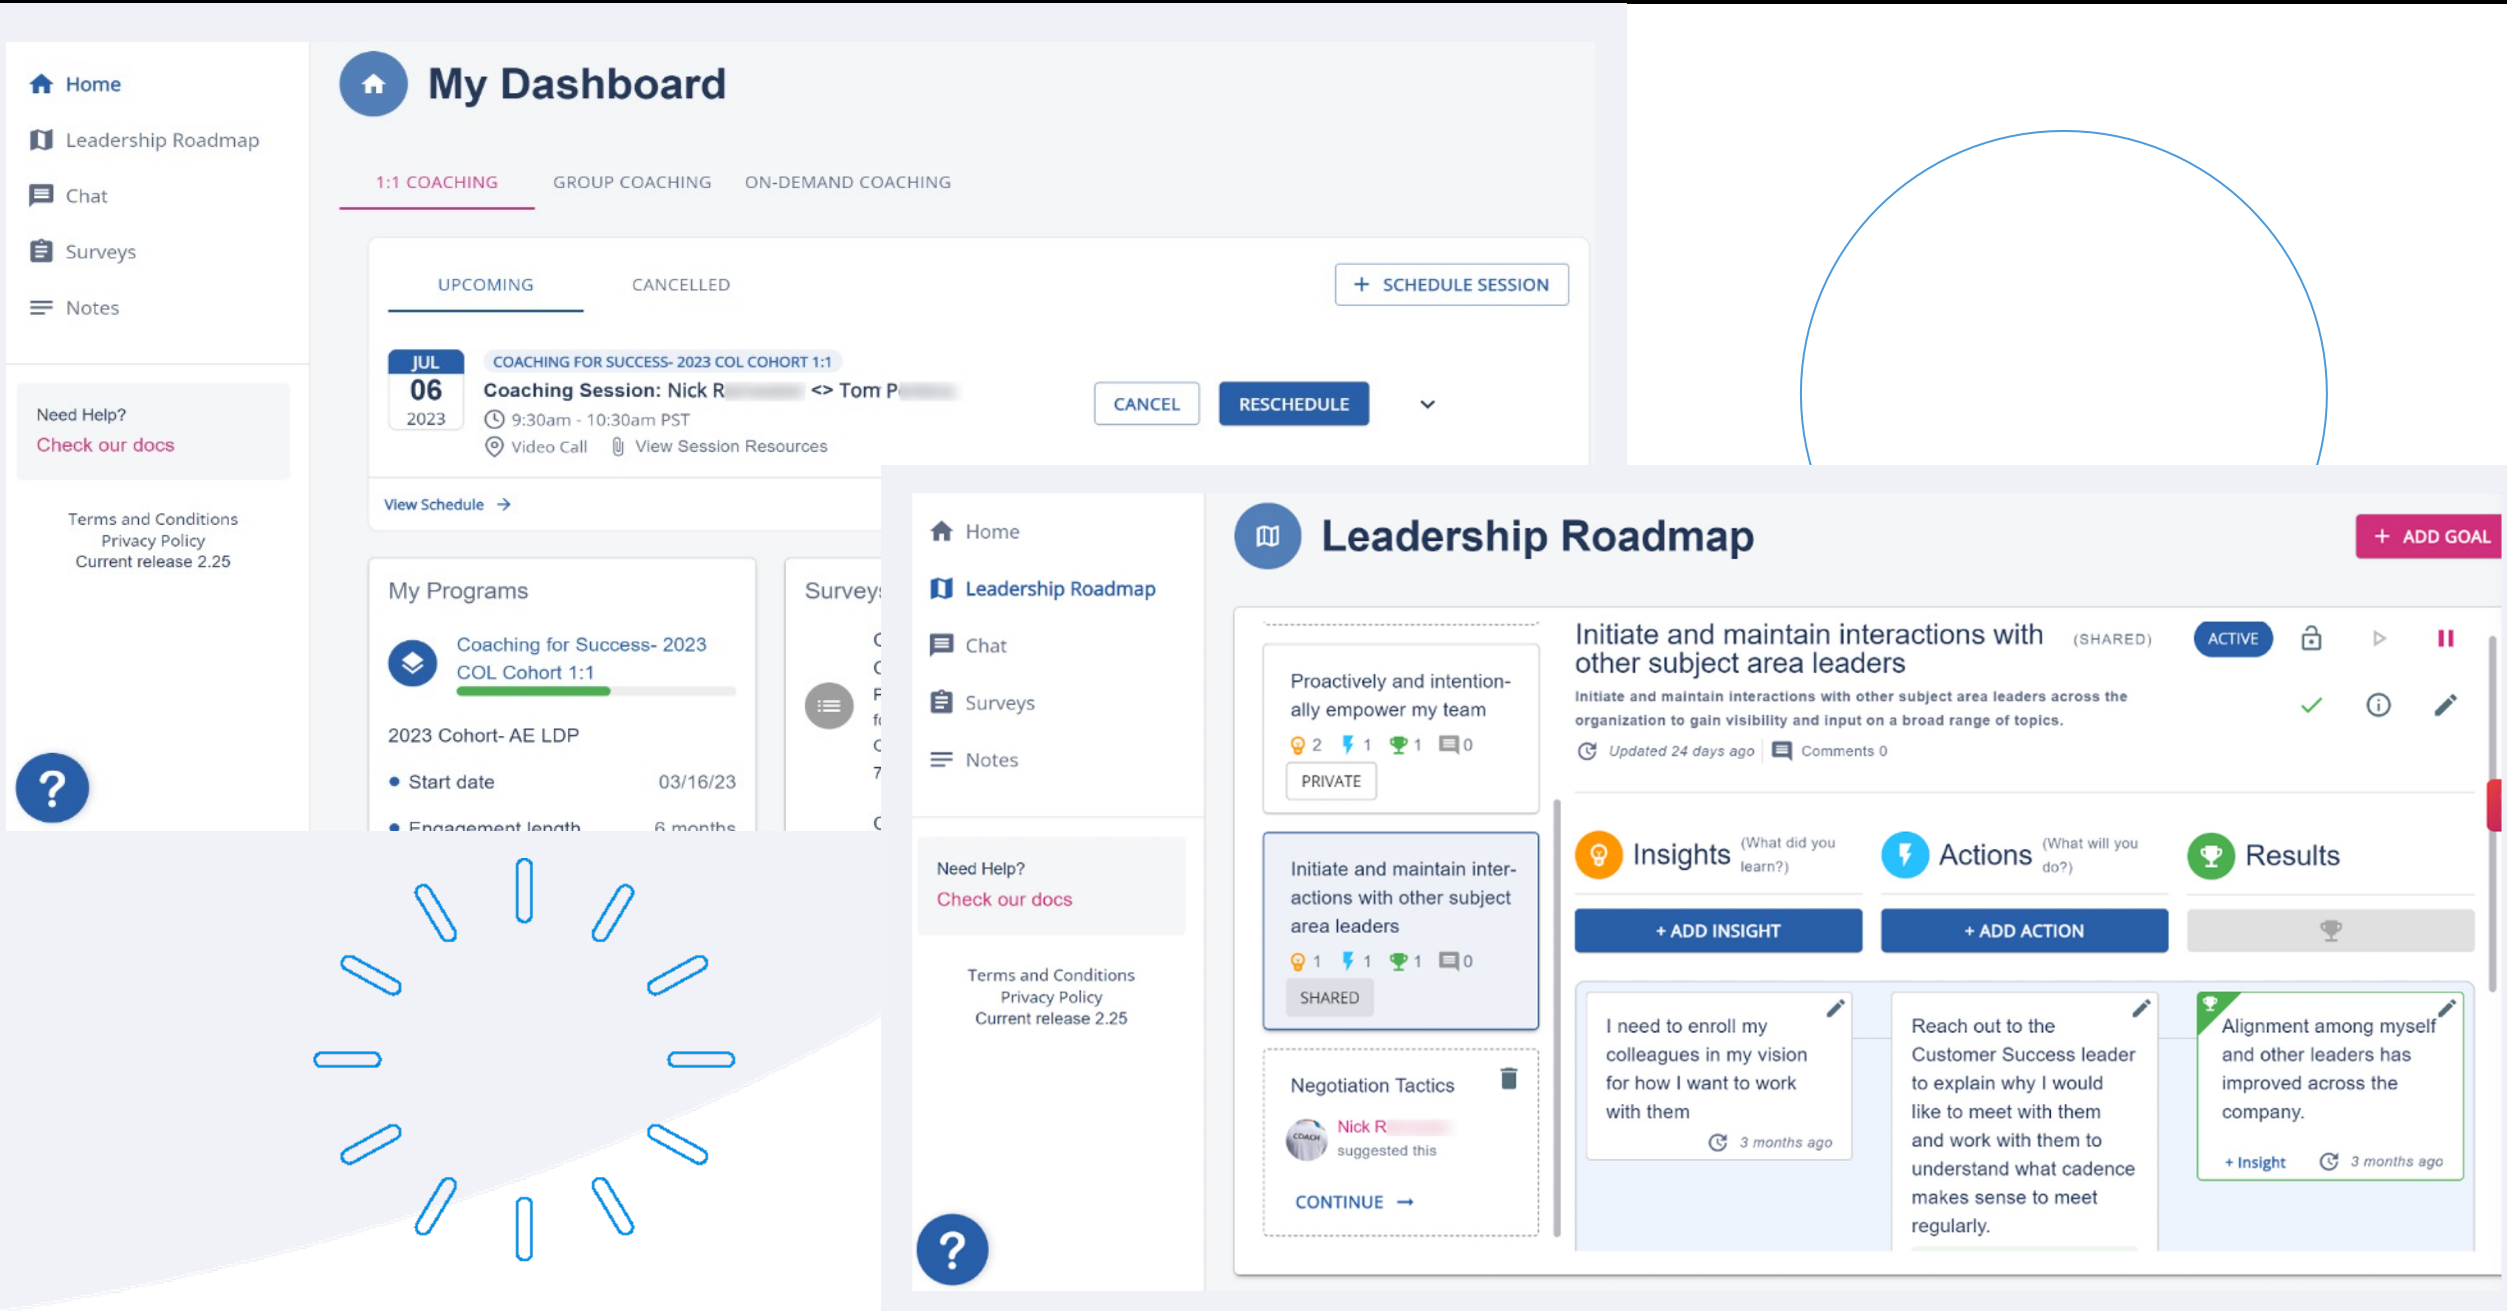 Home
Leadership Roadmap
Chat
Surveys
Notes
Need Help?
Check our docs
Terms and Conditions
Privacy Policy
Current release 2.25
?
My Dashboard
1:1 COACHING GROUP COACHING ON-DEMAND COACHING
UPCOMING CANCELLED
+ SCHEDULE SESSION
JUL
06
2023
COACHING FOR SUCCESS- 2023 COL COHORT 1:1
Coaching Session: Nick R <> Tom P
9:30am - 10:30am PST
Video Call View Session Resources
CANCEL RESCHEDULE
View Schedule →
My Programs
Coaching for Success- 2023
COL Cohort 1:1
2023 Cohort- AE LDP
• Start date 03/16/23
• Engagement length 6 months
Home
Leadership Roadmap
Chat
Surveys
Notes
Need Help?
Check our docs
Terms and Conditions
Privacy Policy
Current release 2.25
?
Leadership Roadmap
+ ADD GOAL
Proactively and intention-
ally empower my team
2 1 1 0
PRIVATE
Initiate and maintain inter-
actions with other subject
area leaders
1 1 1 0
SHARED
Negotiation Tactics
COACH
Nick R
suggested this
CONTINUE →
Initiate and maintain interactions with (SHARED) ACTIVE
other subject area leaders
Initiate and maintain interactions with other subject area leaders across the
organization to gain visibility and input on a broad range of topics.
Updated 24 days ago Comments 0
Insights (What did you
learn?)
+ ADD INSIGHT
I need to enroll my
colleagues in my vision
for how I want to work
with them
3 months ago
Actions (What will you
do?)
+ ADD ACTION
Reach out to the
Customer Success leader
to explain why I would
like to meet with them
and work with them to
understand what cadence
makes sense to meet
regularly.
Results
Alignment among myself
and other leaders has
improved across the
company.
+ Insight 3 months ago